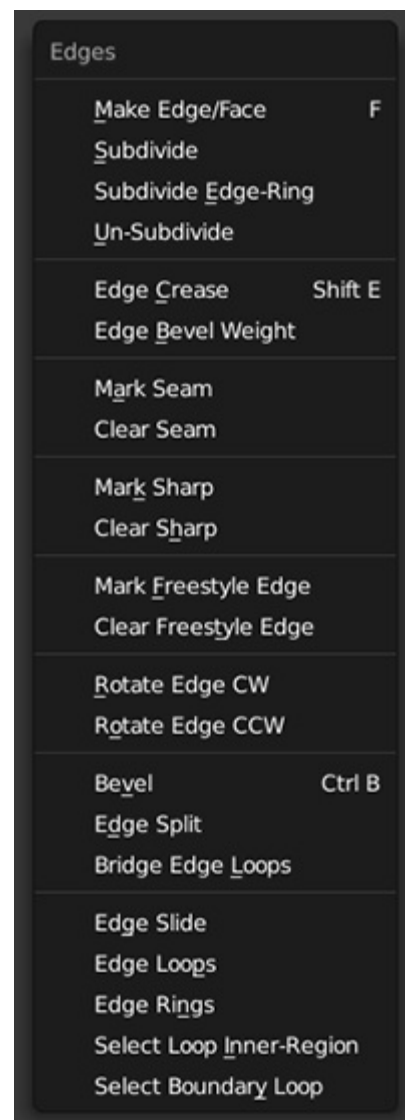 Edges
Make Edge/Face F
Subdivide
Subdivide Edge-Ring
Un-Subdivide
Edge Crease Shift E
Edge Bevel Weight
Mark Seam
Clear Seam
Mark Sharp
Clear Sharp
Mark Freestyle Edge
Clear Freestyle Edge
Rotate Edge CW
Rotate Edge CCW
Bevel Ctrl B
Edge Split
Bridge Edge Loops
Edge Slide
Edge Loops
Edge Rings
Select Loop Inner-Region
Select Boundary Loop